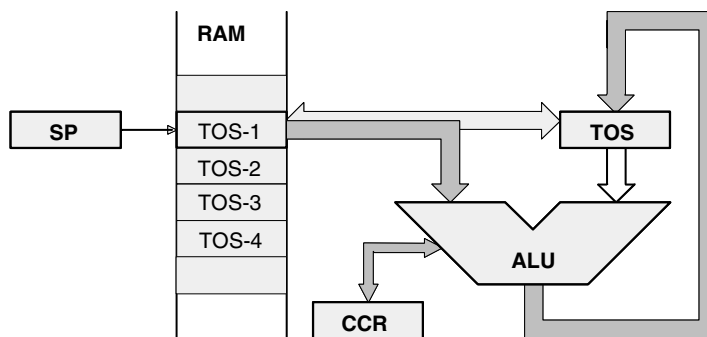 RAM
SP
TOS-1
TOS
TOS-2
TOS-3
TOS-4
ALU
CCR